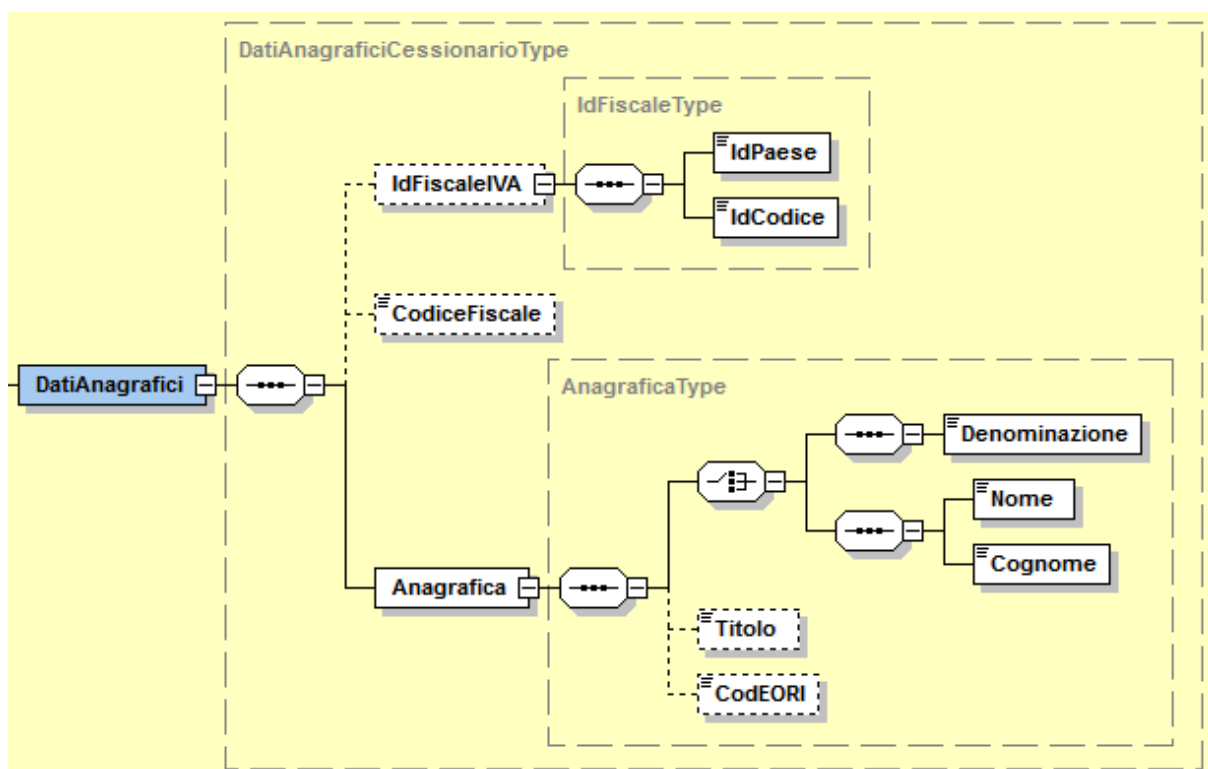 DatiAnagraficiCessionarioType
IdFiscaleType
IdPaese
IdFiscaleIVA
IdCodice
CodiceFiscale
DatiAnagrafici
AnagraficaType
Denominazione
Nome
Cognome
Anagrafica
Titolo
CodEORI